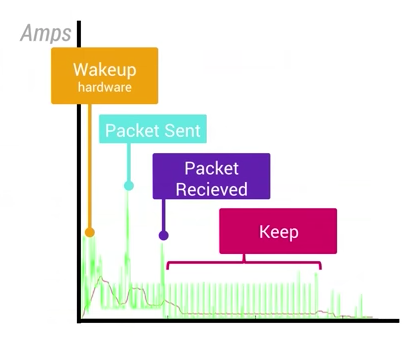 Amps
Wakeup
hardware
Packet Sent
Packet
Recieved
Keep